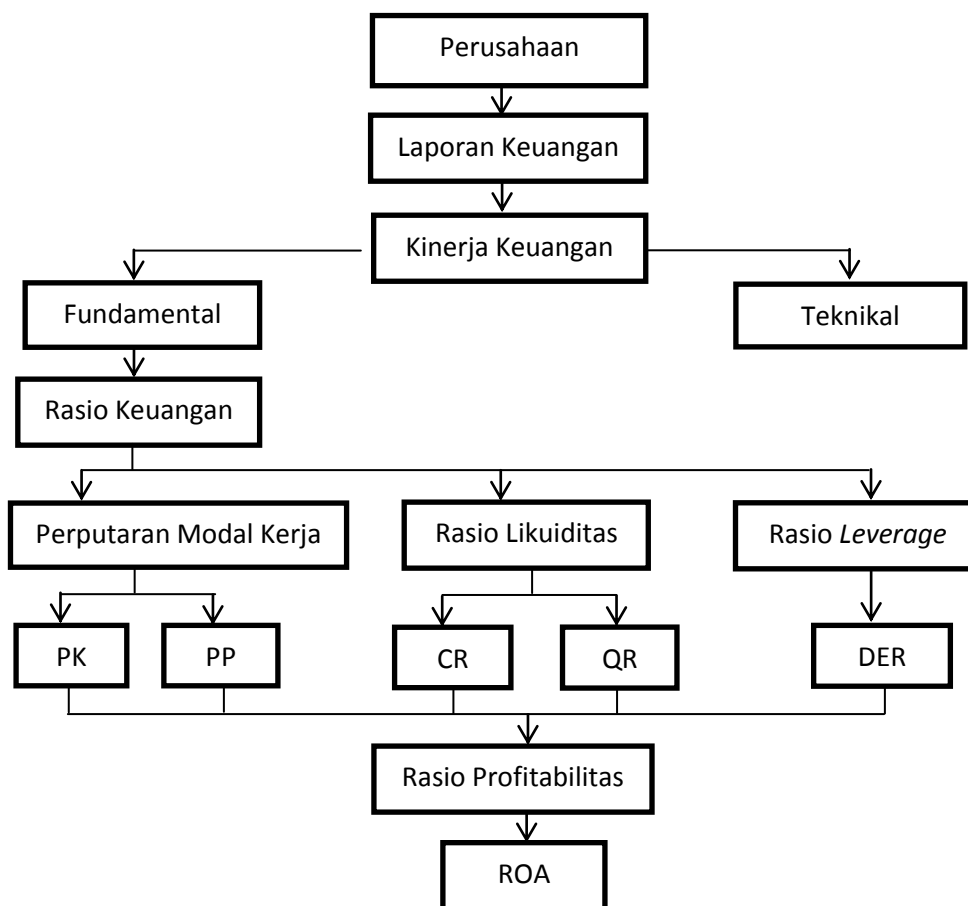 Perusahaan
Laporan Keuangan
Kinerja Keuangan
Fundamental
Teknikal
Rasio Keuangan
Perputaran Modal Kerja
Rasio Likuiditas
Rasio Leverage
PK
PP
CR
QR
DER
Rasio Profitabilitas
ROA